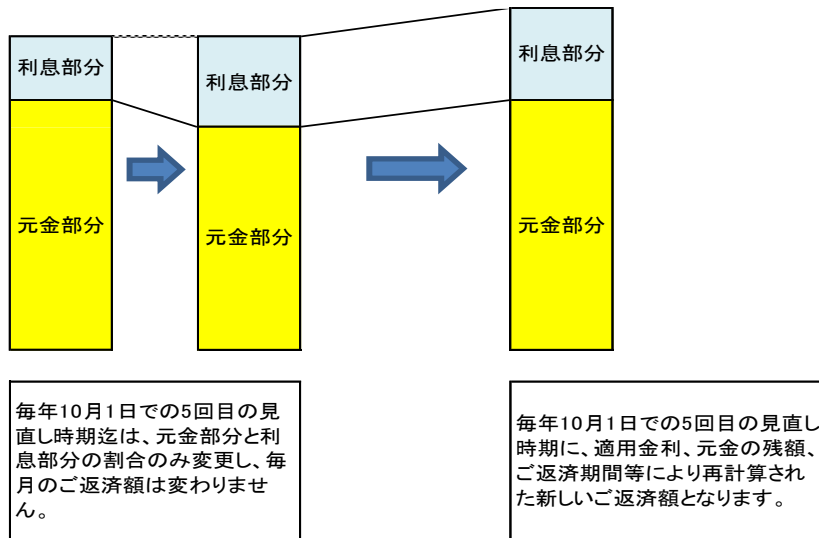 利息部分
利息部分
利息部分
元金部分
元金部分
元金部分
毎年10月1日での5回目の見
直し時期迄は、元金部分と利
息部分の割合のみ変更し、毎
月のご返済額は変わりませ
ん。
毎年10月1日での5回目の見直し
時期に、適用金利、元金の残額、
ご返済期間等により再計算され
た新しいご返済額となります。